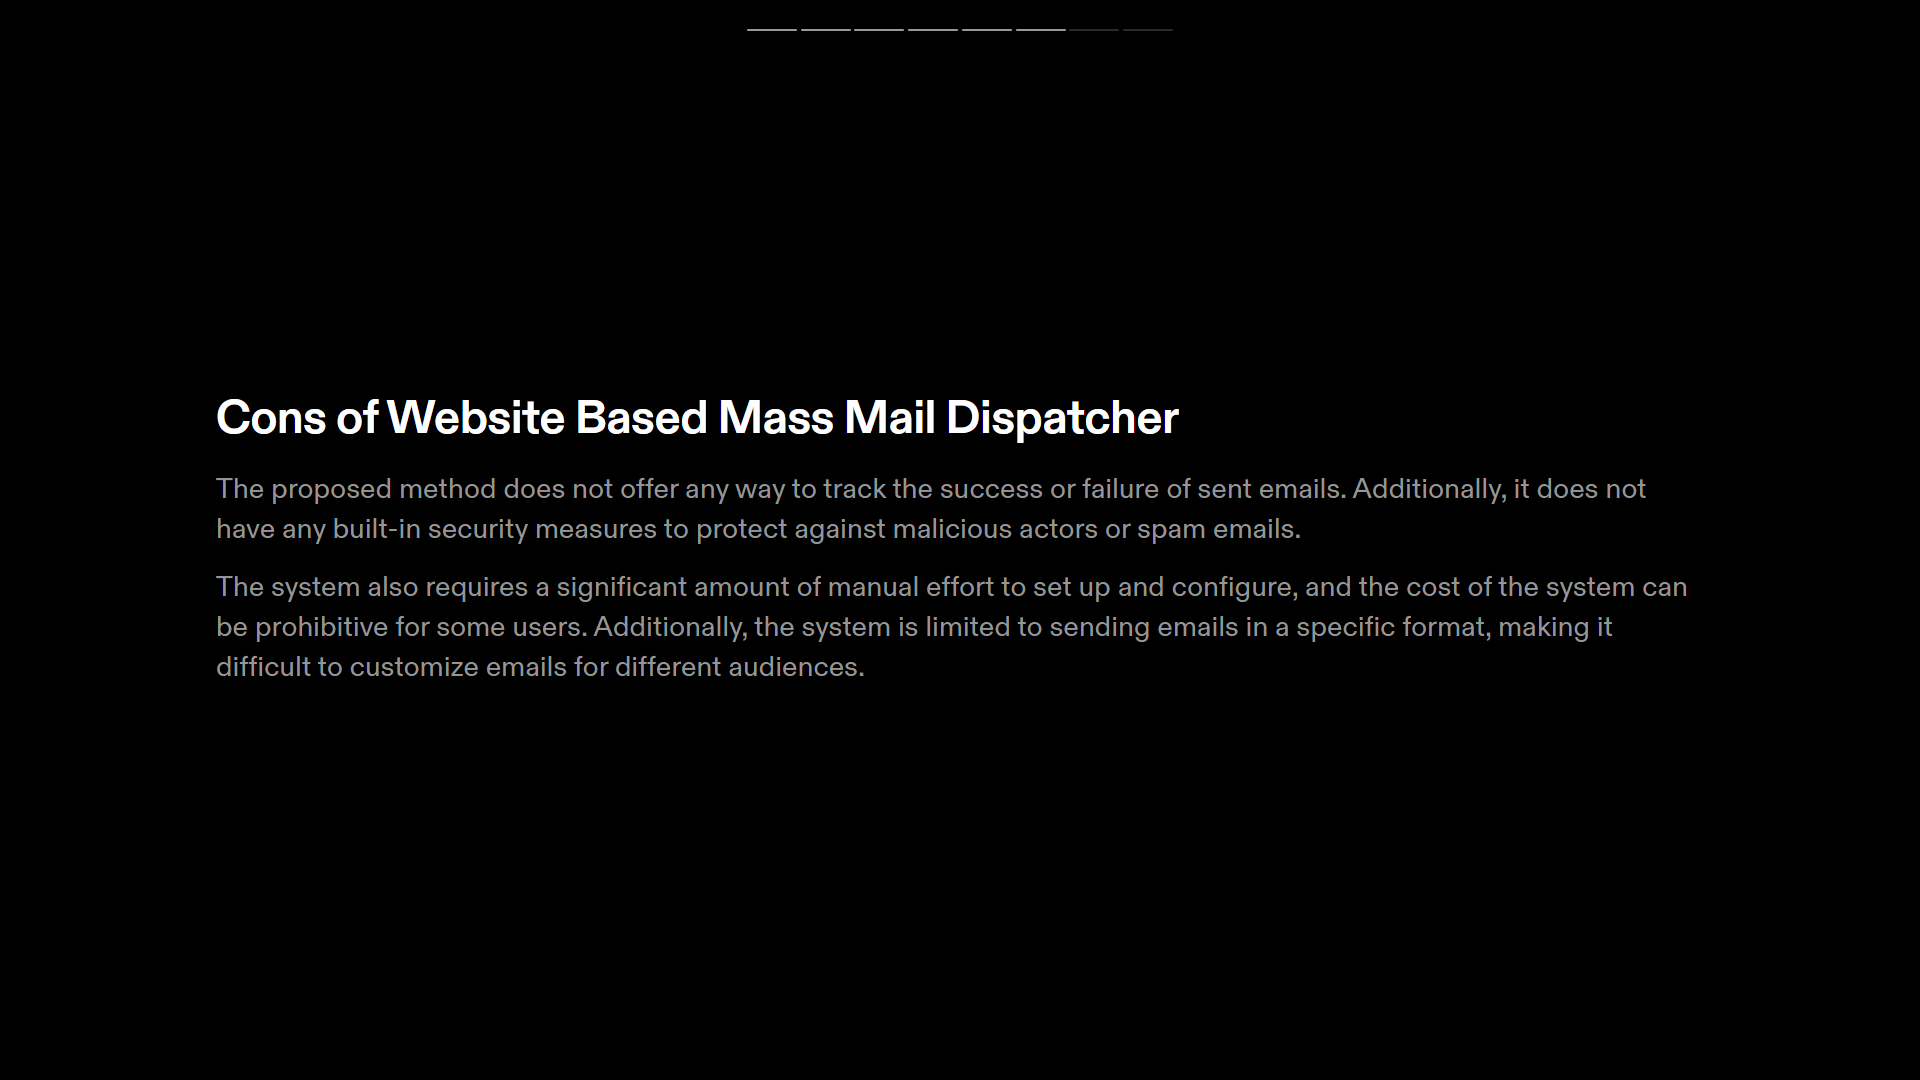 Cons of Website Based Mass Mail Dispatcher
The proposed method does not offer any way to track the success or failure of sent emails. Additionally, it does not
have any built-in security measures to protect against malicious actors or spam emails.
The system also requires a significant amount of manual effort to set up and configure, and the cost of the system can
be prohibitive for some users. Additionally, the system is limited to sending emails in a specific format, making it
difficult to customize emails for different audiences.